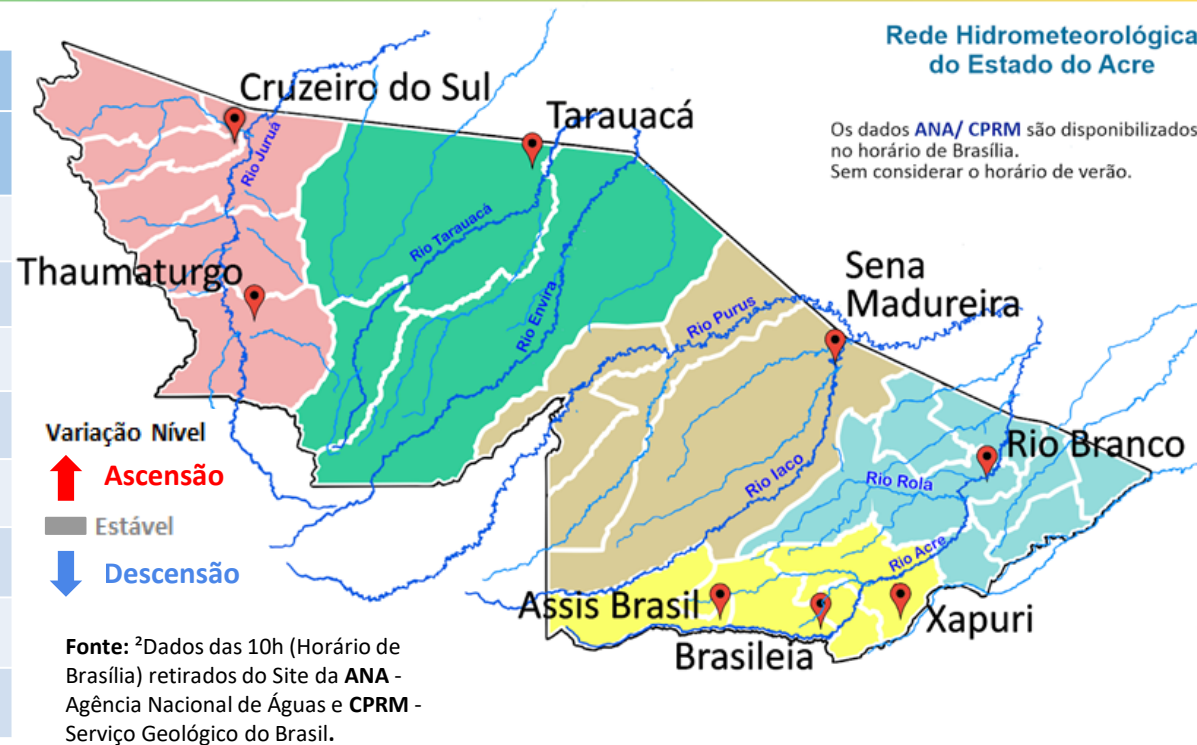 Rede Hidrometeorológica
do Estado do Acre
Os dados ANA/ CPRM são disponibilizados
no horário de Brasília.
Sem considerar o horário de verão.
Cruzeiro do Sul
Tarauacá
Rio Juruá
Rio Tarauacá
Thaumaturgo
Rio Envira
Sena
Madureira
Rio Purus
Variação Nível
Ascensão
Estável
Descensão
Rio Branco
Rio Iaco
Rio Rola
Rio Acre
Assis Brasil
Xapuri
Brasileia
Fonte: ²Dados das 10h (Horário de
Brasília) retirados do Site da ANA -
Agência Nacional de Águas e CPRM -
Serviço Geológico do Brasil.